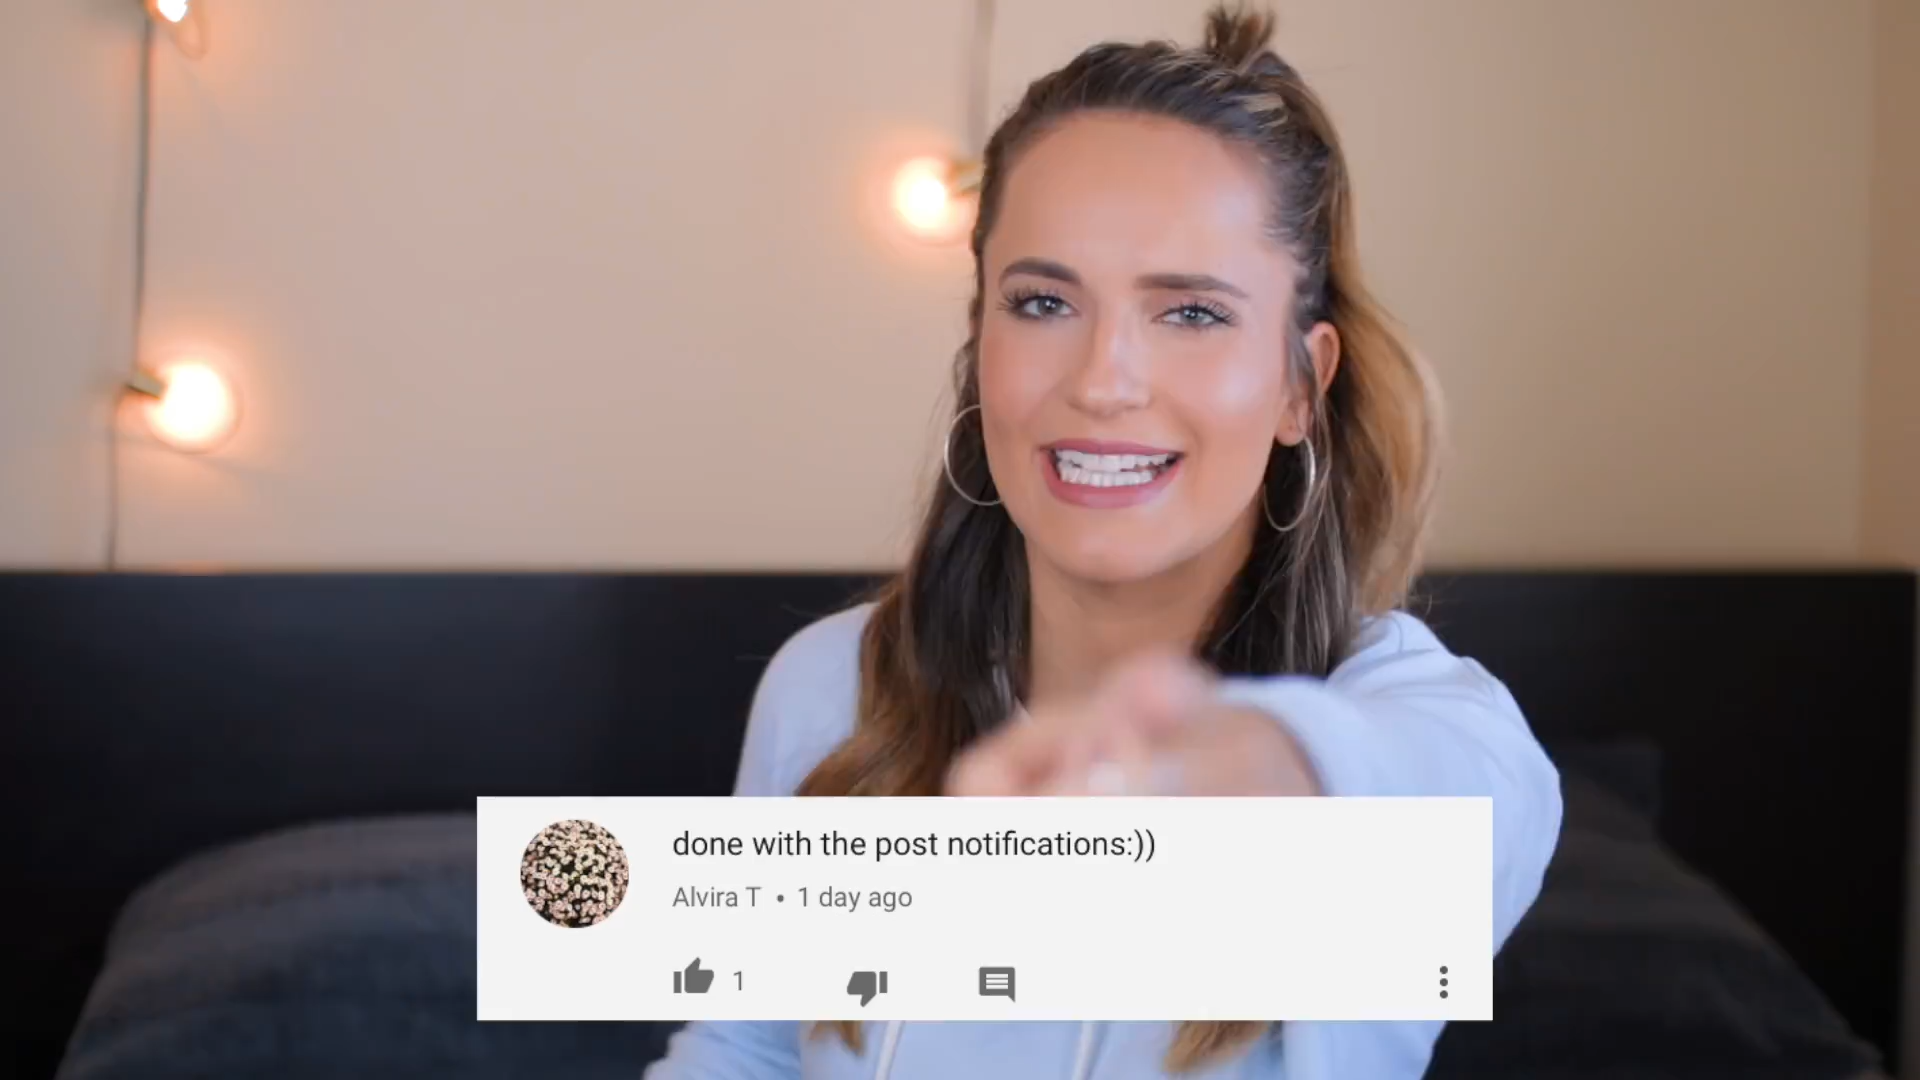 done with the post notifications:))
Alvira T • 1 day ago
1